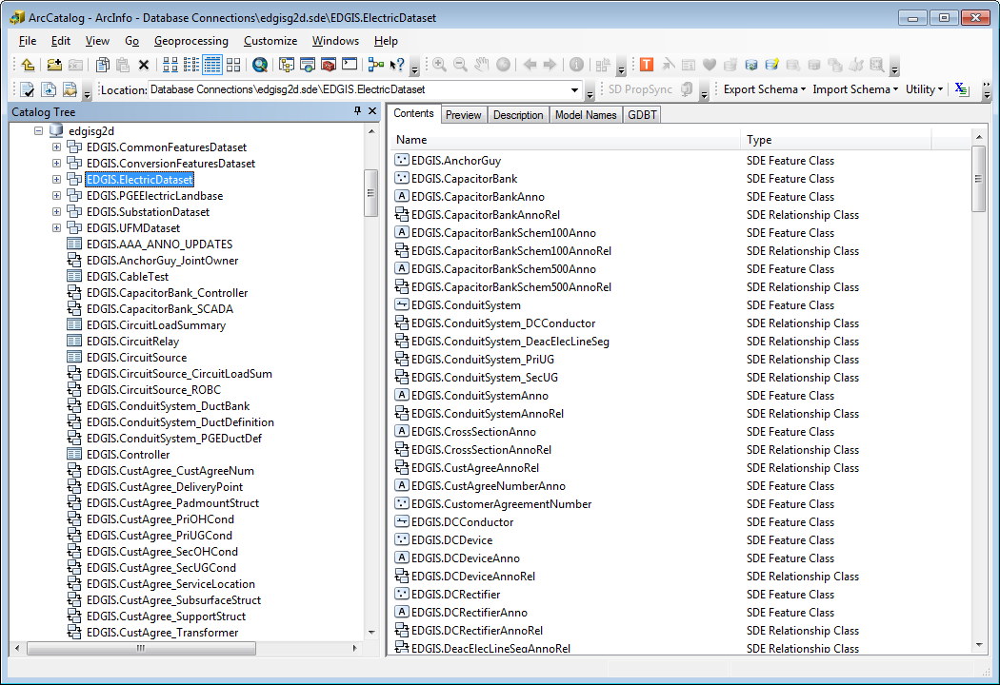 ArcCatalog - ArcInfo - Database Connections\edgisg2d.sde\EDGIS.ElectricDataset
File Edit View Go Geoprocessing Customize Windows Help
Location: Database Connections\edgisg2d.sde\EDGIS.ElectricDataset SD PropSync Export Schema Import Schema Utility
Catalog Tree
edgisg2d
EDGIS.CommonFeaturesDataset
EDGIS.ConversionFeaturesDataset
EDGIS.ElectricDataset
EDGIS.PGEElectricLandbase
EDGIS.SubstationDataset
EDGIS.UFMDataset
EDGIS.AAA_ANNO_UPDATES
EDGIS.AnchorGuy_JointOwner
EDGIS.CableTest
EDGIS.CapacitorBank_Controller
EDGIS.CapacitorBank_SCADA
EDGIS.CircuitLoadSummary
EDGIS.CircuitRelay
EDGIS.CircuitSource
EDGIS.CircuitSource_CircuitLoadSum
EDGIS.CircuitSource_ROBC
EDGIS.ConduitSystem_DuctBank
EDGIS.ConduitSystem_DuctDefinition
EDGIS.ConduitSystem_PGEDuctDef
EDGIS.Controller
EDGIS.CustAgree_CustAgreeNum
EDGIS.CustAgree_DeliveryPoint
EDGIS.CustAgree_PadmountStruct
EDGIS.CustAgree_PriOHCond
EDGIS.CustAgree_PriUGCond
EDGIS.CustAgree_SecOHCond
EDGIS.CustAgree_SecUGCond
EDGIS.CustAgree_ServiceLocation
EDGIS.CustAgree_SubsurfaceStruct
EDGIS.CustAgree_SupportStruct
EDGIS.CustAgree_Transformer
Contents Preview Description Model Names GDBT
Name Type
EDGIS.AnchorGuy SDE Feature Class
EDGIS.CapacitorBank SDE Feature Class
EDGIS.CapacitorBankAnno SDE Feature Class
EDGIS.CapacitorBankAnnoRel SDE Relationship Class
EDGIS.CapacitorBankSchem100Anno SDE Feature Class
EDGIS.CapacitorBankSchem100AnnoRel SDE Relationship Class
EDGIS.CapacitorBankSchem500Anno SDE Feature Class
EDGIS.CapacitorBankSchem500AnnoRel SDE Relationship Class
EDGIS.ConduitSystem SDE Feature Class
EDGIS.ConduitSystem_DCConductor SDE Relationship Class
EDGIS.ConduitSystem_DeacElecLineSeg SDE Relationship Class
EDGIS.ConduitSystem_PriUG SDE Relationship Class
EDGIS.ConduitSystem_SecUG SDE Relationship Class
EDGIS.ConduitSystemAnno SDE Feature Class
EDGIS.ConduitSystemAnnoRel SDE Relationship Class
EDGIS.CrossSectionAnno SDE Feature Class
EDGIS.CrossSectionAnnoRel SDE Relationship Class
EDGIS.CustAgreeAnnoRel SDE Relationship Class
EDGIS.CustAgreeNumberAnno SDE Feature Class
EDGIS.CustomerAgreementNumber SDE Feature Class
EDGIS.DCConductor SDE Feature Class
EDGIS.DCDevice SDE Feature Class
EDGIS.DCDeviceAnno SDE Feature Class
EDGIS.DCDeviceAnnoRel SDE Relationship Class
EDGIS.DCRectifier SDE Feature Class
EDGIS.DCRectifierAnno SDE Feature Class
EDGIS.DCRectifierAnnoRel SDE Relationship Class
EDGIS.DeacElecLineSegAnnoRel SDE Relationship Class